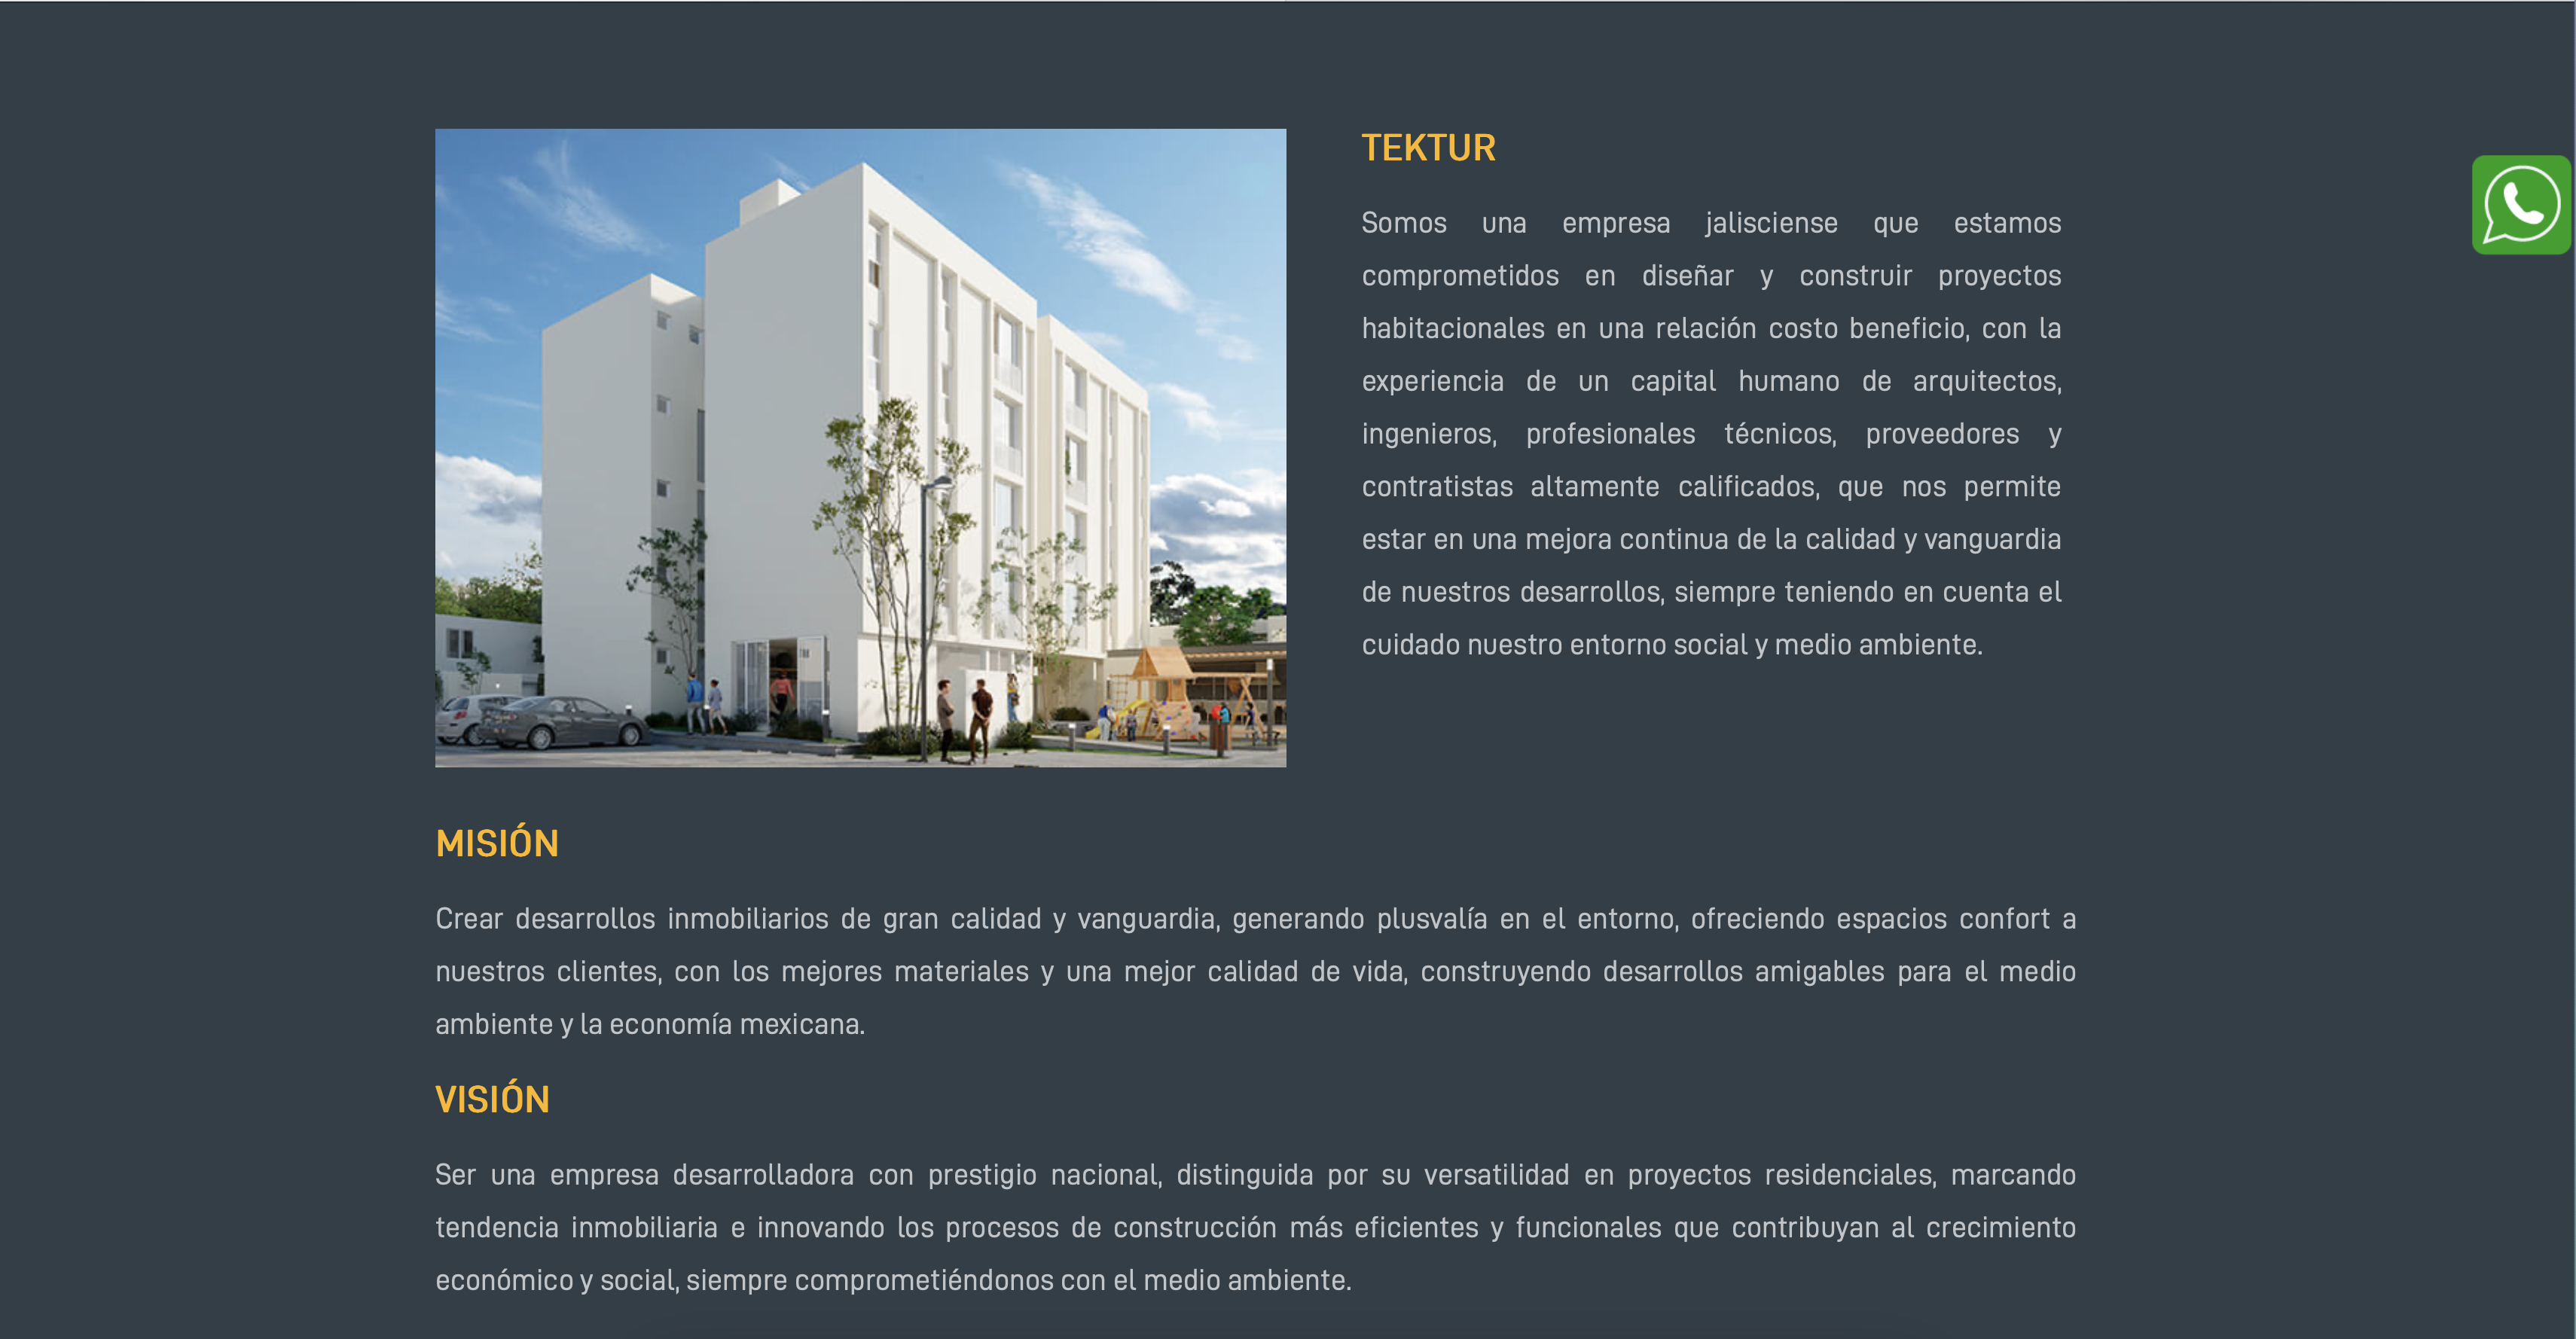 TEKTUR
Somos una empresa jalisciense que estamos
comprometidos en diseñar y construir proyectos
habitacionales en una relación costo beneficio, con la
experiencia de un capital humano de arquitectos,
ingenieros, profesionales técnicos, proveedores y
contratistas altamente calificados, que nos permite
estar en una mejora continua de la calidad y vanguardia
de nuestros desarrollos, siempre teniendo en cuenta el
cuidado nuestro entorno social y medio ambiente.
MISIÓN
Crear desarrollos inmobiliarios de gran calidad y vanguardia, generando plusvalía en el entorno, ofreciendo espacios confort a
nuestros clientes, con los mejores materiales y una mejor calidad de vida, construyendo desarrollos amigables para el medio
ambiente y la economía mexicana.
VISIÓN
Ser una empresa desarrolladora con prestigio nacional, distinguida por su versatilidad en proyectos residenciales, marcando
tendencia inmobiliaria e innovando los procesos de construcción más eficientes y funcionales que contribuyan al crecimiento
económico y social, siempre comprometiéndonos con el medio ambiente.